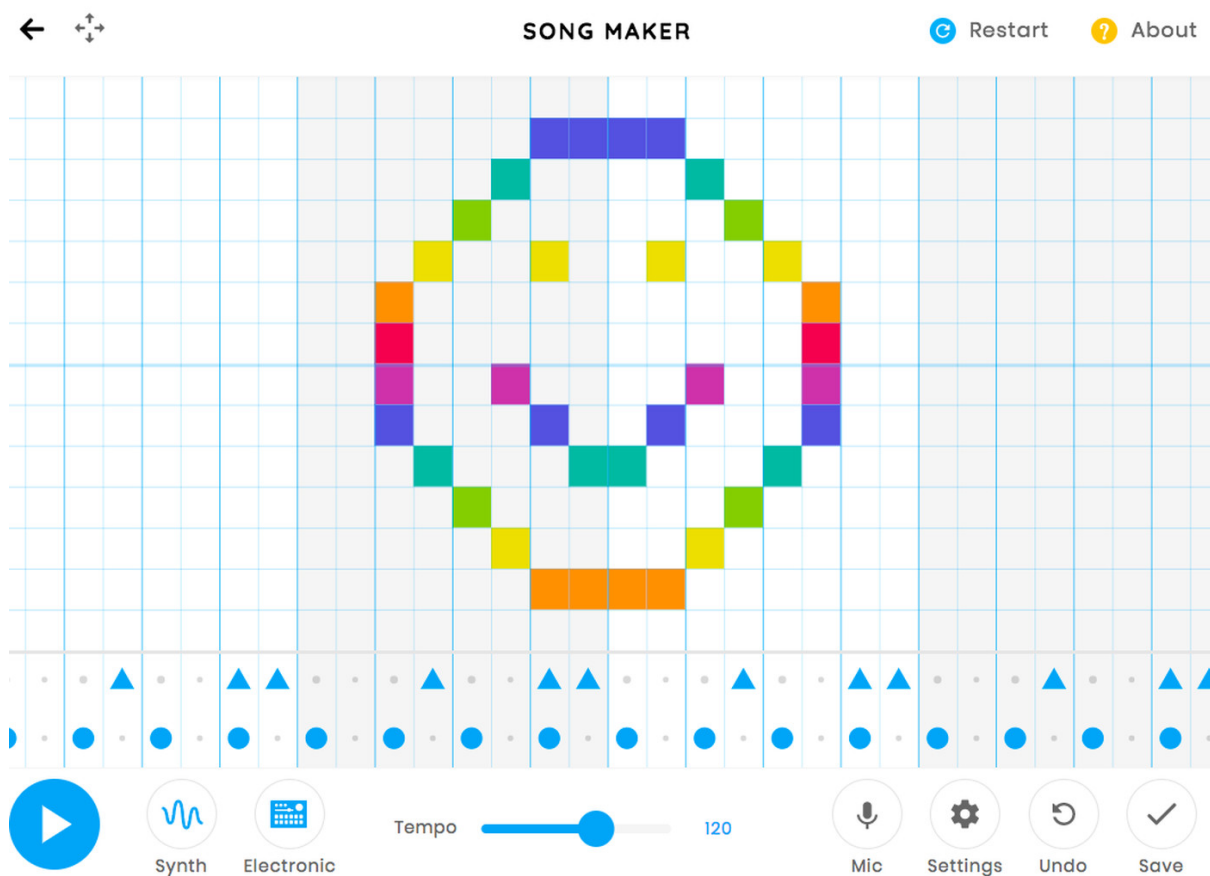 SONG MAKER
Restart
? About
Tempo
120
Synth
Electronic
Mic
Settings
Undo
Save